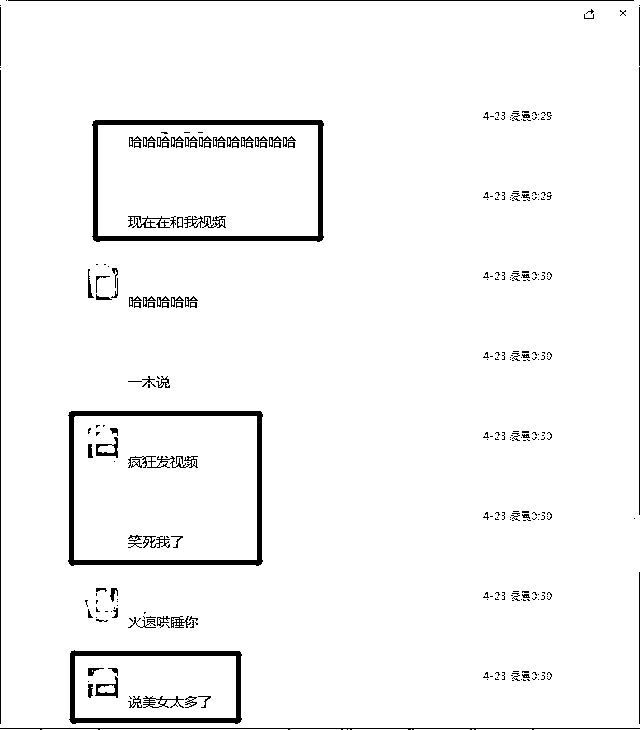 4-23 凌晨0:29
哈哈哈哈哈哈哈哈哈哈哈哈
4-23 凌晨0:29
现在在和我视频
4-23 凌晨0:30
哈哈哈哈哈
4-23 凌晨0:30
一木说
4-23 凌晨0:30
疯狂发视频
4-23 凌晨0:30
笑死我了
4-23 凌晨0:30
火速哄睡你
4-23 凌晨0:30
说美女太多了